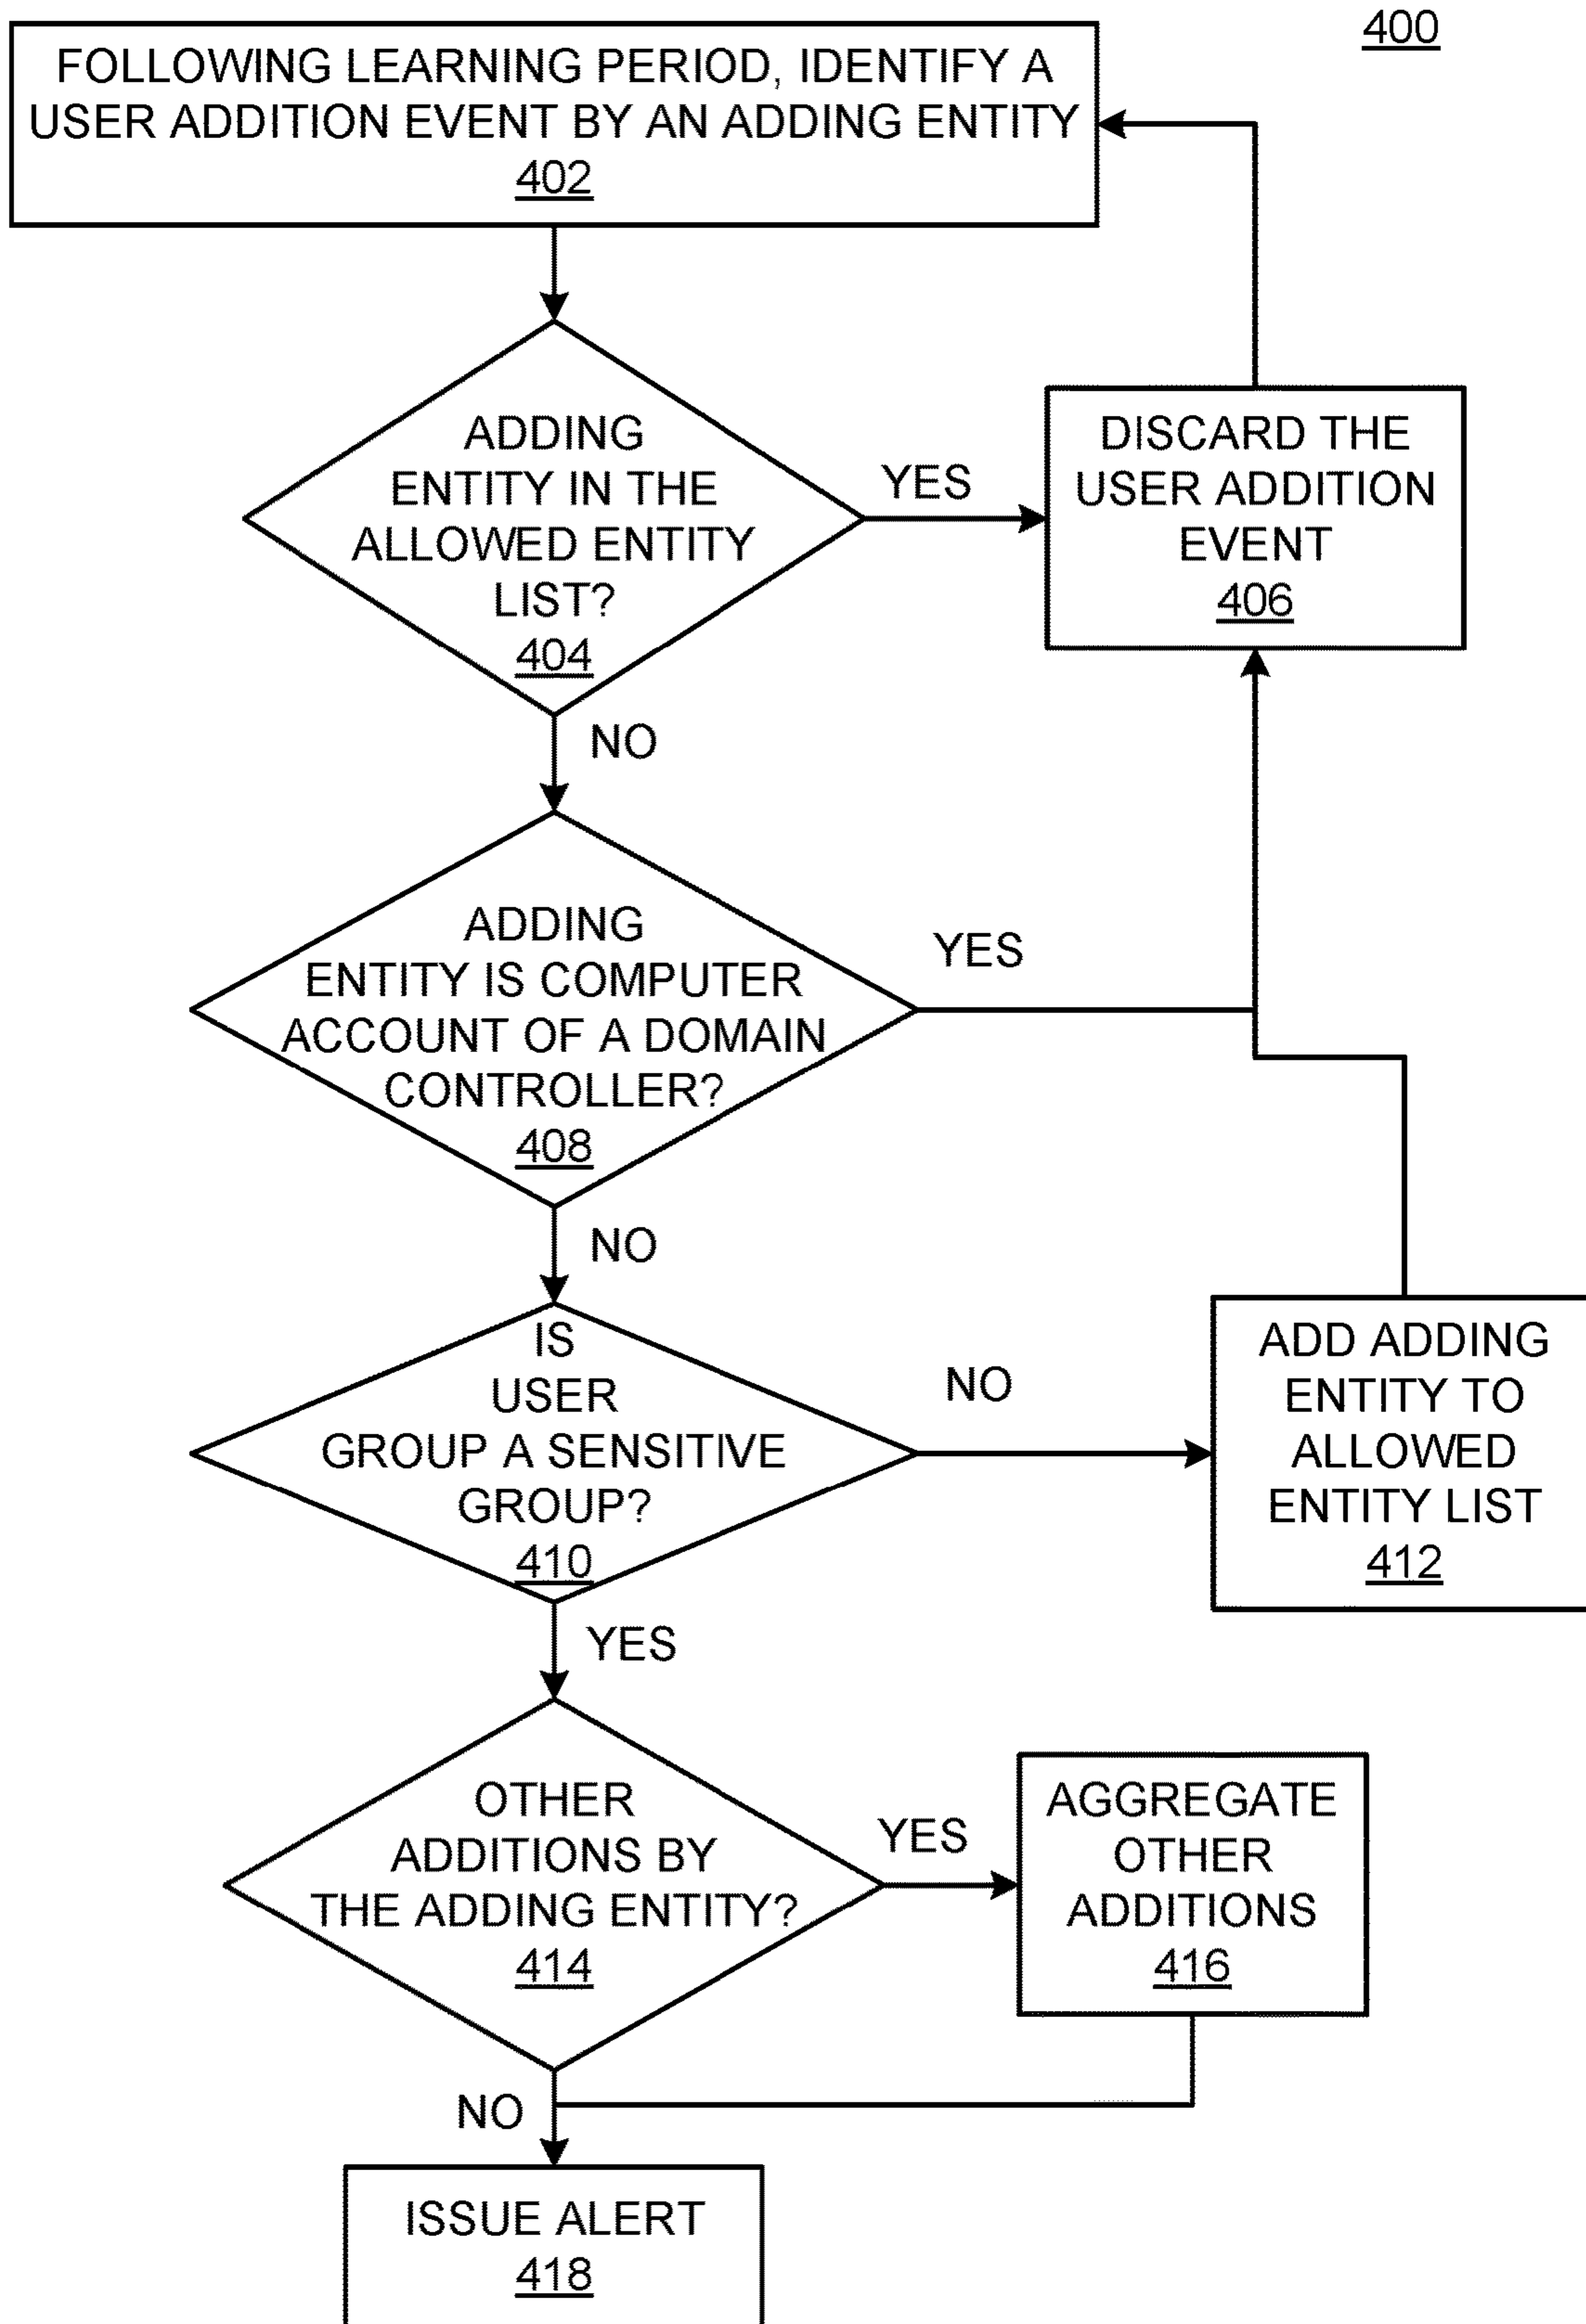 400
FOLLOWING LEARNING PERIOD, IDENTIFY A
USER ADDITION EVENT BY AN ADDING ENTITY
402
ADDING
ENTITY IN THE
ALLOWED ENTITY
LIST?
404
YES
DISCARD THE
USER ADDITION
EVENT
406
NO
ADDING
ENTITY IS COMPUTER
ACCOUNT OF A DOMAIN
CONTROLLER?
408
YES
NO
IS
USER
GROUP A SENSITIVE
GROUP?
410
NO
ADD ADDING
ENTITY TO
ALLOWED
ENTITY LIST
412
YES
OTHER
ADDITIONS BY
THE ADDING ENTITY?
414
YES
AGGREGATE
OTHER
ADDITIONS
416
NO
ISSUE ALERT
418